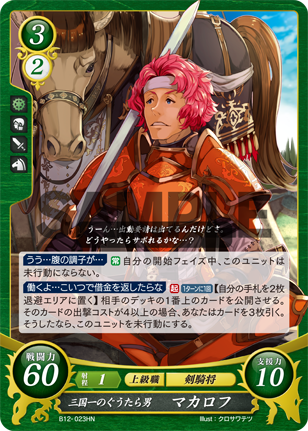 3
2
SAMPLE
うーん…出動要請は出てるんだけどさ、
どうやったらサボれるかな…？
うう…腹の調子が… 常 自分の開始フェイズ中、このユニットは
未行動にならない。
働くよ…こいつで借金を返したらな 起 【1ターンに1回】【自分の手札を2枚
退避エリアに置く】相手のデッキの1番上のカードを公開させる。
そのカードの出撃コストが4以上の場合、あなたはカードを3枚引く。
そうしたなら、このユニットを未行動にする。
戦闘力
60
射程 1 上級職 剣騎将
支援力
10
三国一のぐうたら男 マカロフ
B12-023HN Illust：クロサワテツ